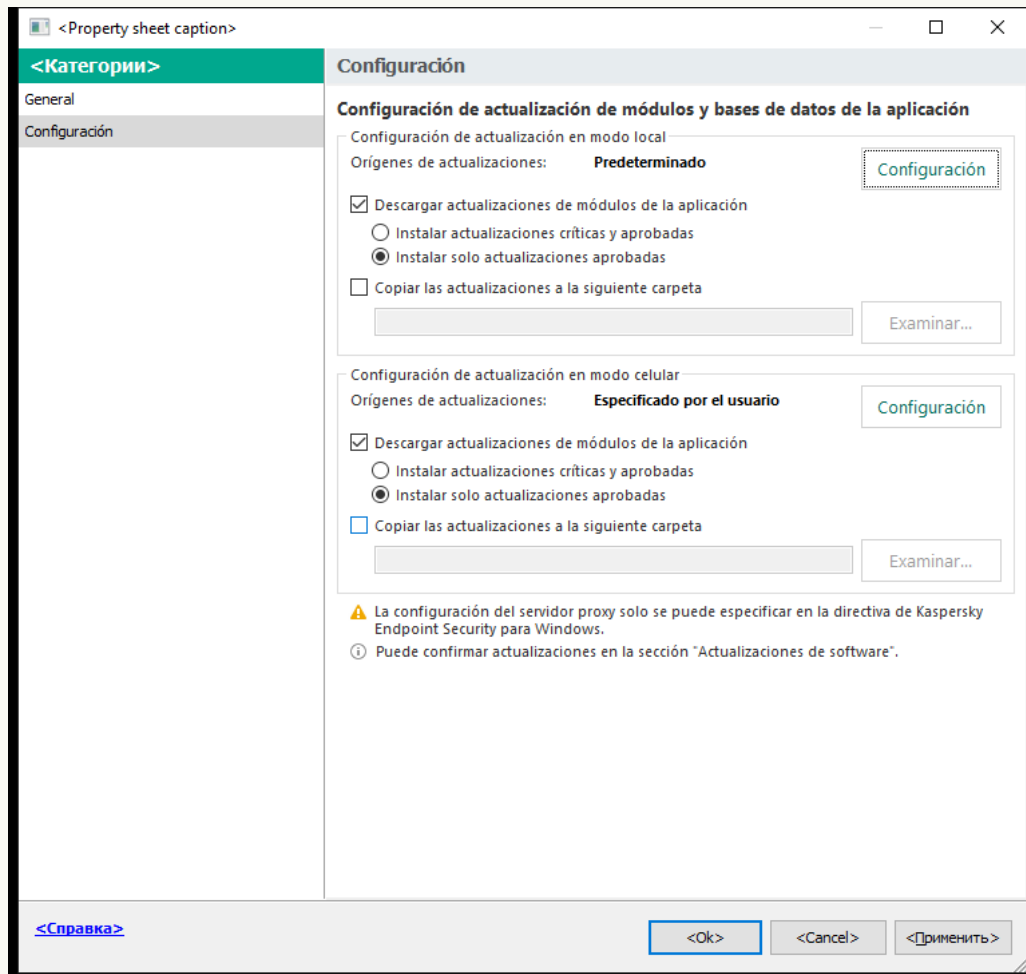 <Property sheet caption>
<Категории>
General
Configuración
Configuración
Configuración de actualización de módulos y bases de datos de la aplicación
Configuración de actualización en modo local
Orígenes de actualizaciones: Predeterminado
Configuración
Descargar actualizaciones de módulos de la aplicación
Instalar actualizaciones críticas y aprobadas
Instalar solo actualizaciones aprobadas
Copiar las actualizaciones a la siguiente carpeta
Examinar...
Configuración de actualización en modo celular
Orígenes de actualizaciones: Especificado por el usuario
Configuración
Descargar actualizaciones de módulos de la aplicación
Instalar actualizaciones críticas y aprobadas
Instalar solo actualizaciones aprobadas
Copiar las actualizaciones a la siguiente carpeta
Examinar...
La configuración del servidor proxy solo se puede especificar en la directiva de Kaspersky
Endpoint Security para Windows.
Puede confirmar actualizaciones en la sección "Actualizaciones de software".
<Справка>
<Ok> <Cancel> <Применить>